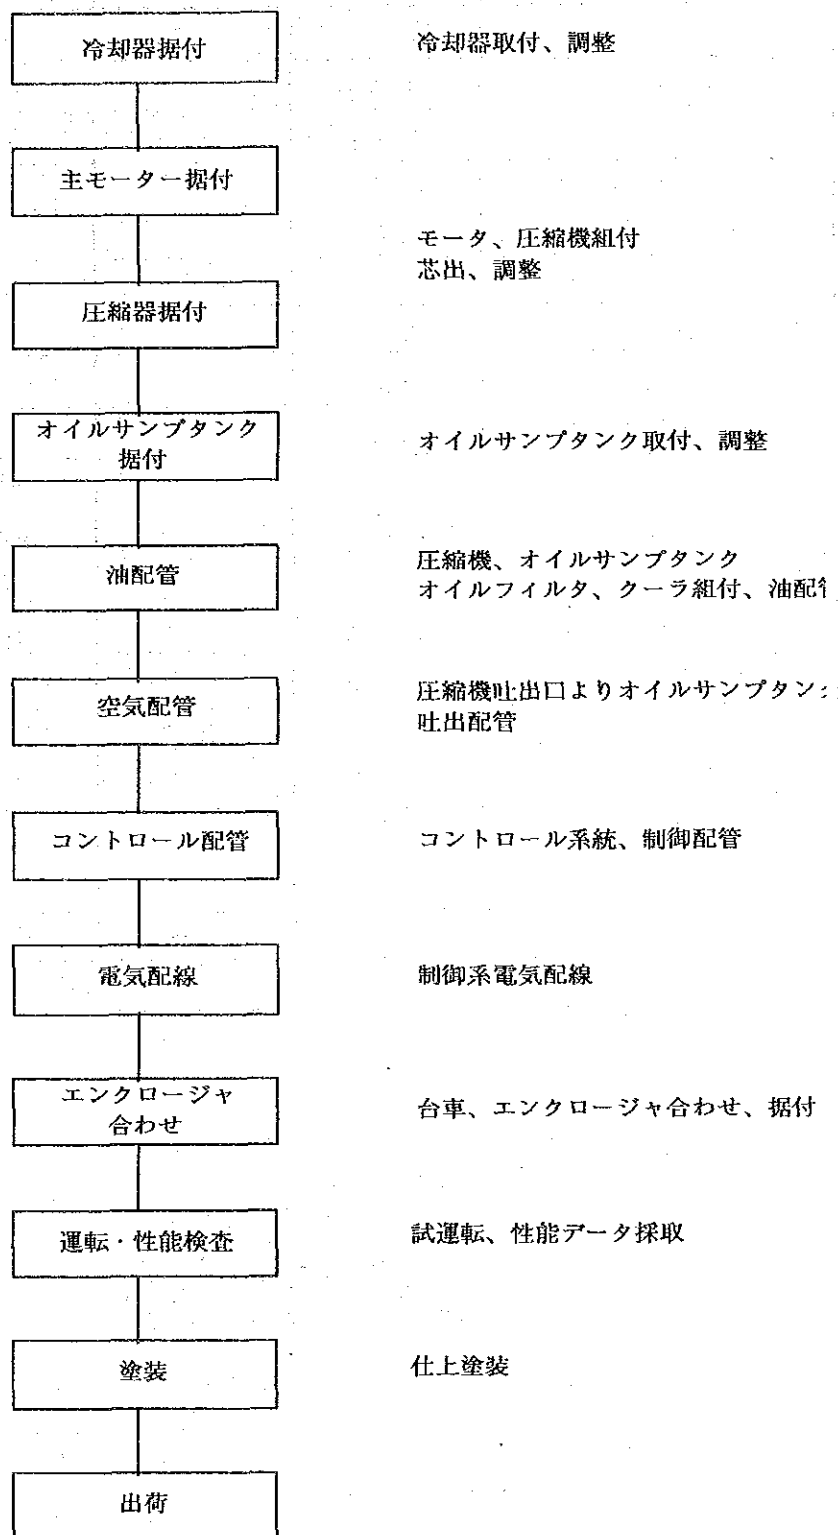 冷却器据付
冷却器取付、調整
主モーター据付
モータ、圧縮機組付
芯出、調整
圧縮器据付
オイルサンプタンク
据付
オイルサンプタンク取付、調整
油配管
圧縮機、オイルサンプタンク
オイルフィルタ、クーラ組付、油配
空気配管
圧縮機吐出口よりオイルサンプタン
吐出配管
コントロール配管
コントロール系統、制御配管
電気配線
制御系電気配線
エンクロージャ
合わせ
台車、エンクロージャ合わせ、据付
運転・性能検査
試運転、性能データ採取
塗装
仕上塗装
出荷